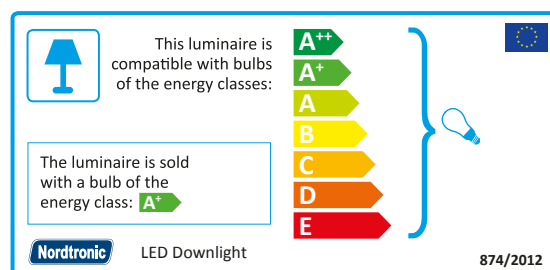 This luminaire is
compatible with bulbs
of the energy classes:
A++
A+
A
B
C
D
E
The luminaire is sold
with a bulb of the
energy class: A+
Nordtronic
LED Downlight
874/2012